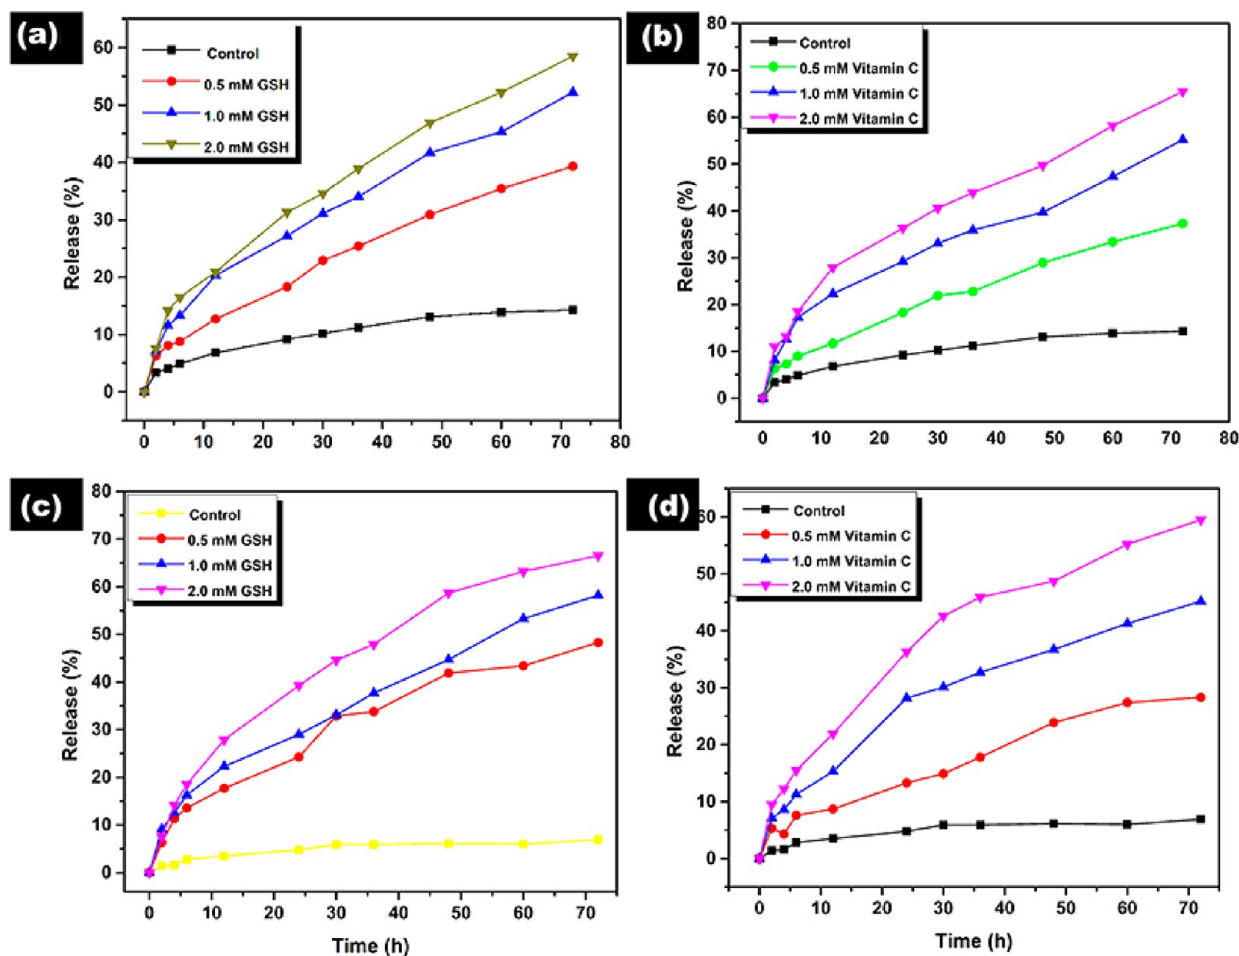 (a)
Control
0.5 mM GSH
1.0 mM GSH
2.0 mM GSH
Release (%)
60
50
40
30
20
10
0
0 10 20 30 40 50 60 70 80
(b)
Control
0.5 mM Vitamin C
1.0 mM Vitamin C
2.0 mM Vitamin C
Release (%)
80
70
60
50
40
30
20
10
0
0 10 20 30 40 50 60 70 80
(c)
Control
0.5 mM GSH
1.0 mM GSH
2.0 mM GSH
Release (%)
80
70
60
50
40
30
20
10
0
0 10 20 30 40 50 60 70
Time (h)
(d)
Control
0.5 mM Vitamin C
1.0 mM Vitamin C
2.0 mM Vitamin C
Release (%)
60
50
40
30
20
10
0
0 10 20 30 40 50 60 70
Time (h)